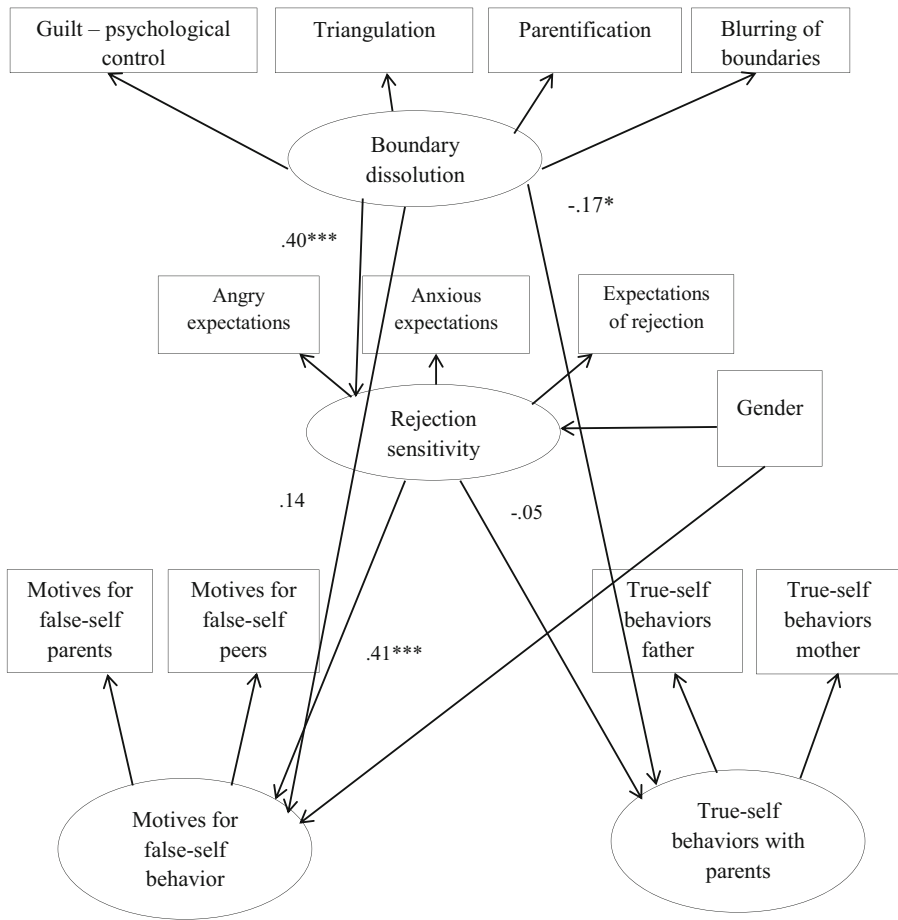 Guilt – psychological
control
Triangulation
Parentification
Blurring of
boundaries
Boundary
dissolution
-.17*
.40***
Angry
expectations
Anxious
expectations
Expectations
of rejection
Gender
Rejection
sensitivity
.14
-.05
Motives for
false-self
parents
Motives for
false-self
peers
.41***
True-self
behaviors
father
True-self
behaviors
mother
Motives for
false-self
behavior
True-self
behaviors with
parents